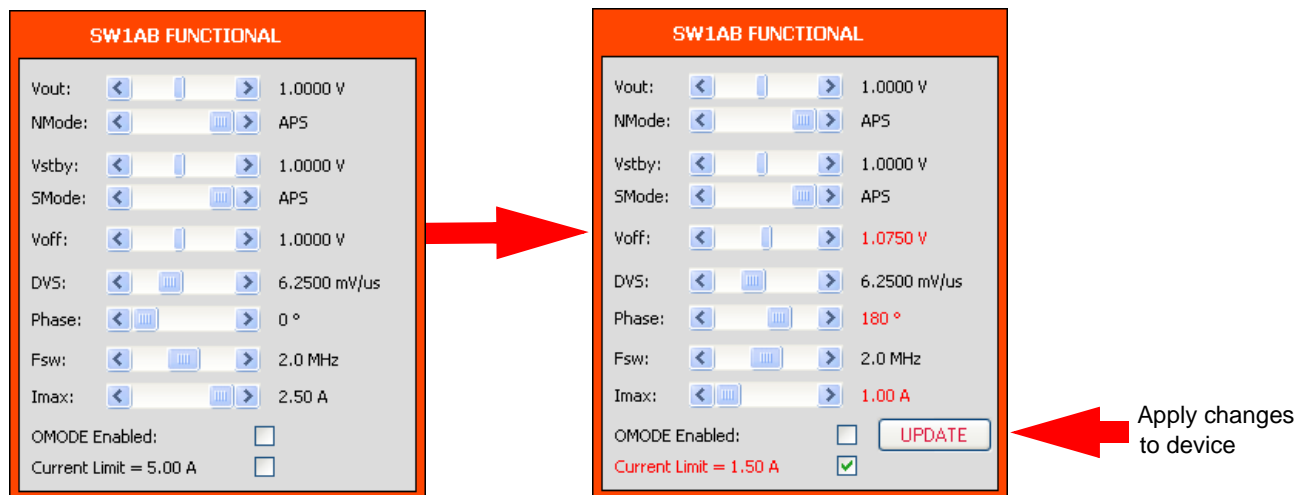 SW1AB FUNCTIONAL
Vout: 1.0000 V
NMode: APS
Vstby: 1.0000 V
SMode: APS
Voff: 1.0000 V
DVS: 6.2500 mV/us
Phase: 0 °
Fsw: 2.0 MHz
Imax: 2.50 A
OMODE Enabled:
Current Limit = 5.00 A
SW1AB FUNCTIONAL
Vout: 1.0000 V
NMode: APS
Vstby: 1.0000 V
SMode: APS
Voff: 1.0750 V
DVS: 6.2500 mV/us
Phase: 180 °
Fsw: 2.0 MHz
Imax: 1.00 A
OMODE Enabled: UPDATE
Current Limit = 1.50 A
Apply changes
to device